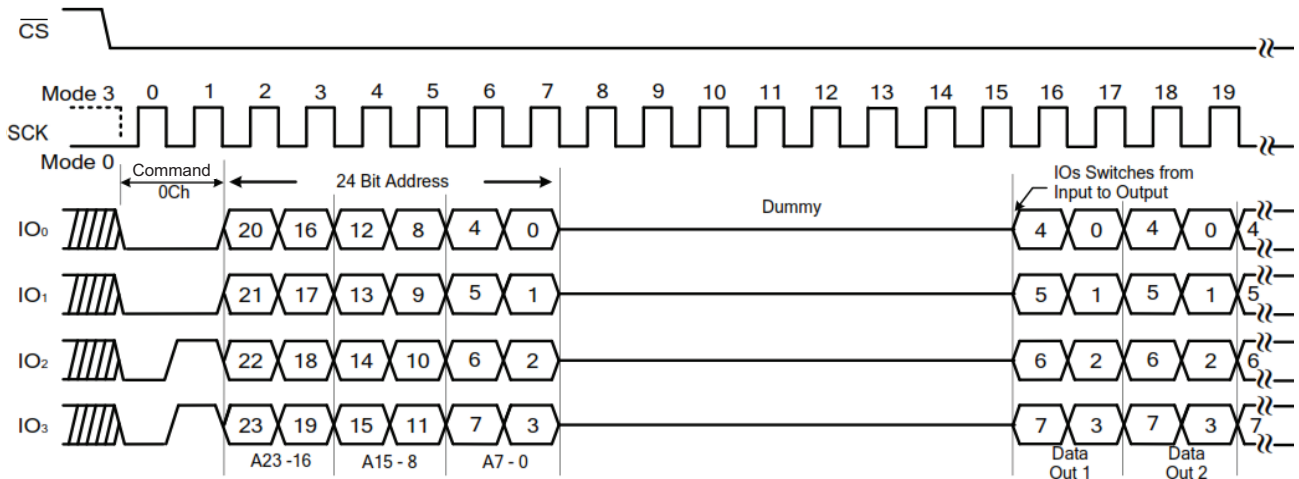 CS
Mode 3 0 1 2 3 4 5 6 7 8 9 10 11 12 13 14 15 16 17 18 19
SCK
Mode 0
Command
0Ch
24 Bit Address
Dummy
IOs Switches from
Input to Output
IO0 20 16 12 8 4 0 4 0 4 0 4
IO1 21 17 13 9 5 1 5 1 5 1 5
IO2 22 18 14 10 6 2 6 2 6 2 6
IO3 23 19 15 11 7 3 7 3 7 3 7
A23 -16 A15 - 8 A7 - 0
Data
Out 1
Data
Out 2